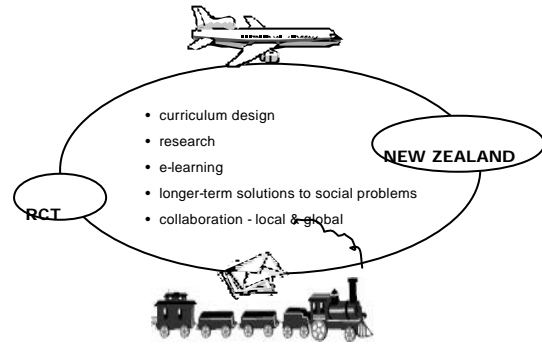 • curriculum design
• research
• e-learning
• longer-term solutions to social problems
• collaboration - local & global
NEW ZEALAND
RCT